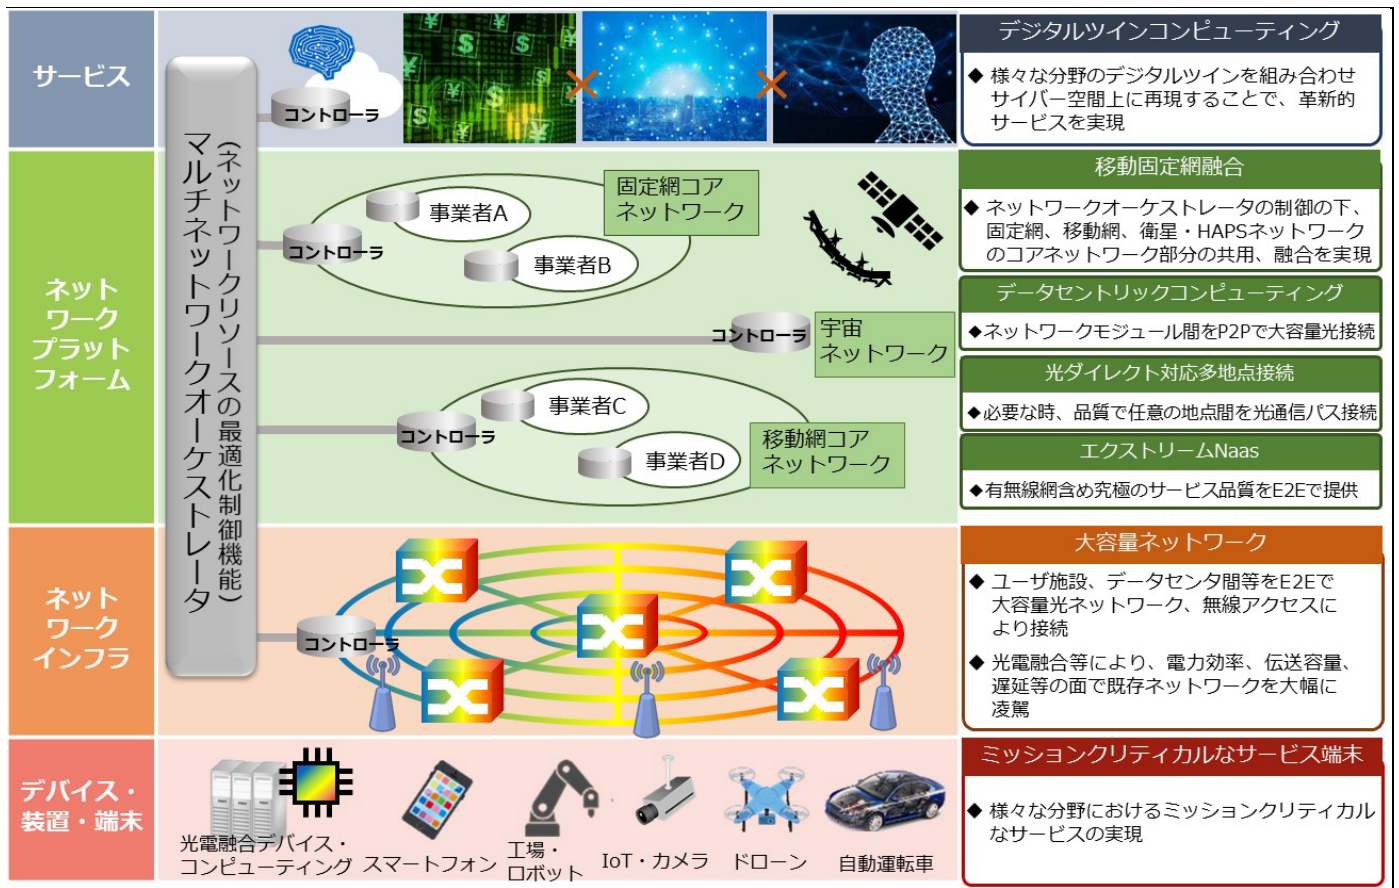 サービス
マルチネットワークオーケストレータ
(ネットワークリソースの最適化制御機能)
コントローラ
デジタルツインコンピューティング
◆ 様々な分野のデジタルツインを組み合わせ
サイバー空間上に再現することで、革新的
サービスを実現
ネット
ワーク
プラット
フォーム
固定網コア
ネットワーク
事業者A
コントローラ
事業者B
コントローラ
宇宙
ネットワーク
事業者C
コントローラ
移動網コア
ネットワーク
事業者D
移動固定網融合
◆ ネットワークオーケストレータの制御の下、
固定網、移動網、衛星・HAPSネットワーク
のコアネットワーク部分の共用、融合を実現
データセントリックコンピューティング
◆ネットワークモジュール間をP2Pで大容量光接続
光ダイレクト対応多地点接続
◆必要な時、品質で任意の地点間を光通信パス接続
エクストリームNaas
◆有無線網含め究極のサービス品質をE2Eで提供
ネット
ワーク
インフラ
コントローラ
大容量ネットワーク
◆ ユーザ施設、データセンタ間等をE2Eで
大容量光ネットワーク、無線アクセスに
より接続
◆ 光電融合等により、電力効率、伝送容量、
遅延等の面で既存ネットワークを大幅に
凌駕
デバイス・
装置・端末
光電融合デバイス・
コンピューティング
スマートフォン
工場・
ロボット
IoT・カメラ
ドローン
自動運転車
ミッションクリティカルなサービス端末
◆ 様々な分野におけるミッションクリティカル
なサービスの実現